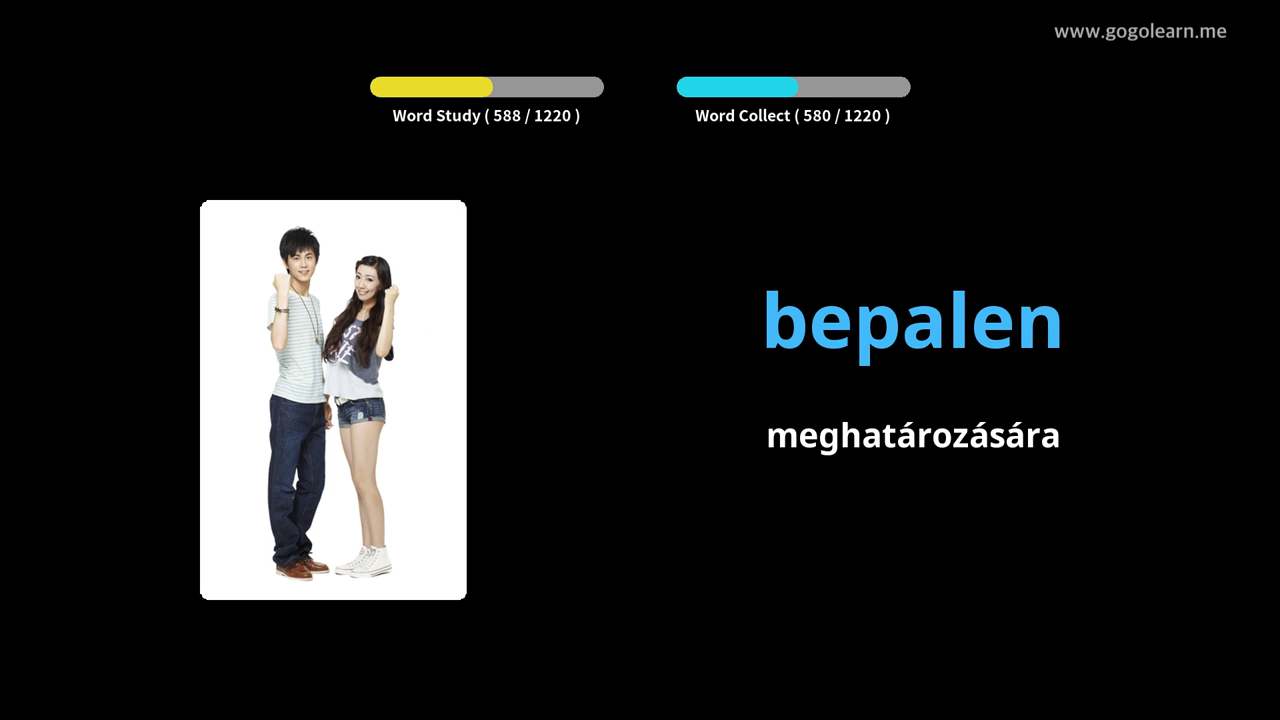 www.gogolearn.me
Word Study ( 588 / 1220 )
Word Collect ( 580 / 1220 )
bepalen
meghatározására